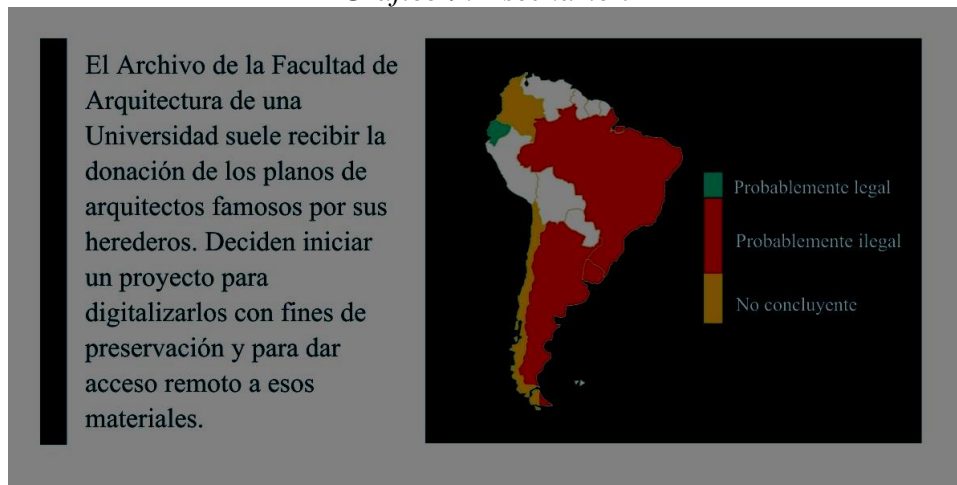 El Archivo de la Facultad de
Arquitectura de una
Universidad suele recibir la
donación de los planos de
arquitectos famosos por sus
herederos. Deciden iniciar
un proyecto para
digitalizarlos con fines de
preservación y para dar
acceso remoto a esos
materiales.
Probablemente legal
Probablemente ilegal
No concluyente